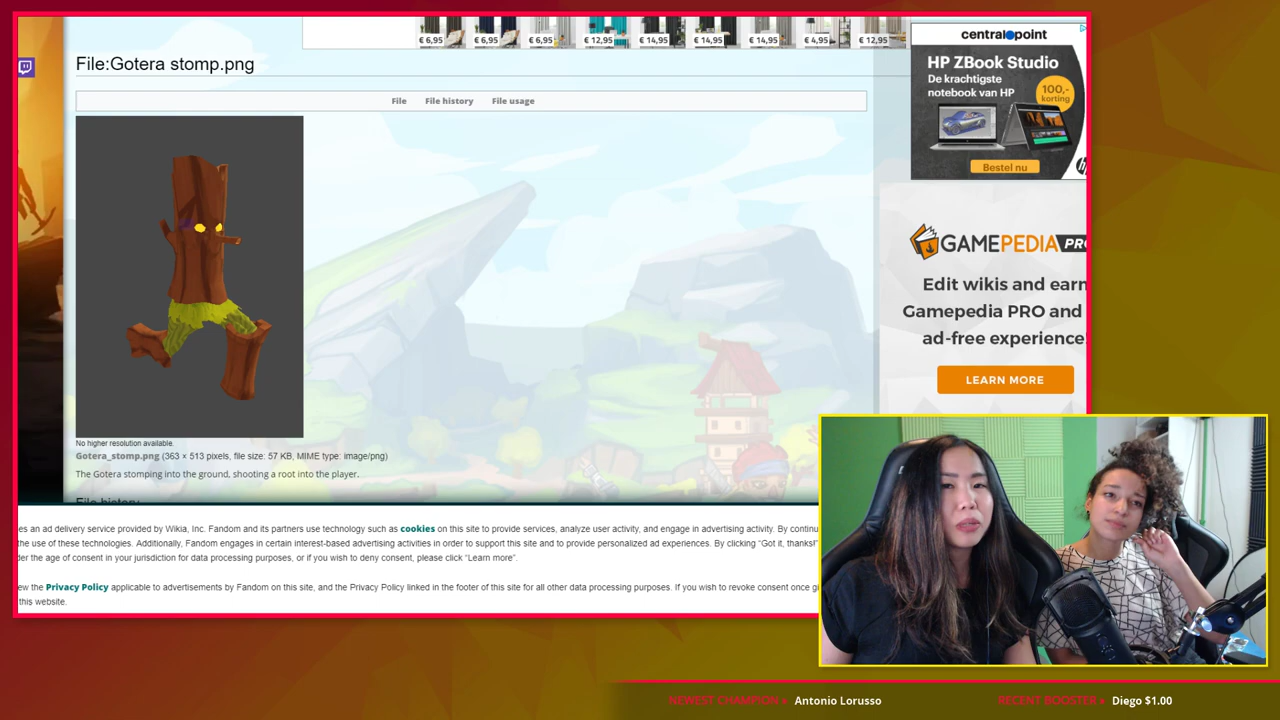 € 6,95 € 6,95 € 6,95 € 12,95 € 14,95 € 14,95 € 14,95 € 4,95 € 12,95
File:Gotera stomp.png
File File history File usage
No higher resolution available.
Gotera_stomp.png (363 × 513 pixels, file size: 57 KB, MIME type: image/png)
The Gotera stomping into the ground, shooting a root into the player.
File history
es an ad delivery service provided by Wikia, Inc. Fandom and its partners use technology such as cookies on this site to provide services, analyze user activity, and engage in advertising activity. By continu
the use of these technologies. Additionally, Fandom engages in certain interest-based advertising activities in order to support this site and to provide personalized ad experiences. By clicking “Got it, thanks!”
der the age of consent in your jurisdiction for data processing purposes, or if you wish to deny consent, please click “Learn more”.
ew the Privacy Policy applicable to advertisements by Fandom on this site, and the Privacy Policy linked in the footer of this site for all other data processing purposes. If you wish to revoke consent once gi
this website.
centralpoint
HP ZBook Studio
De krachtigste
notebook van HP
100,-
korting
Bestel nu
GAMEPEDIA PRO
Edit wikis and earn
Gamepedia PRO and
ad-free experience!
LEARN MORE
NEWEST CHAMPION » Antonio Lorusso
RECENT BOOSTER » Diego $1.00